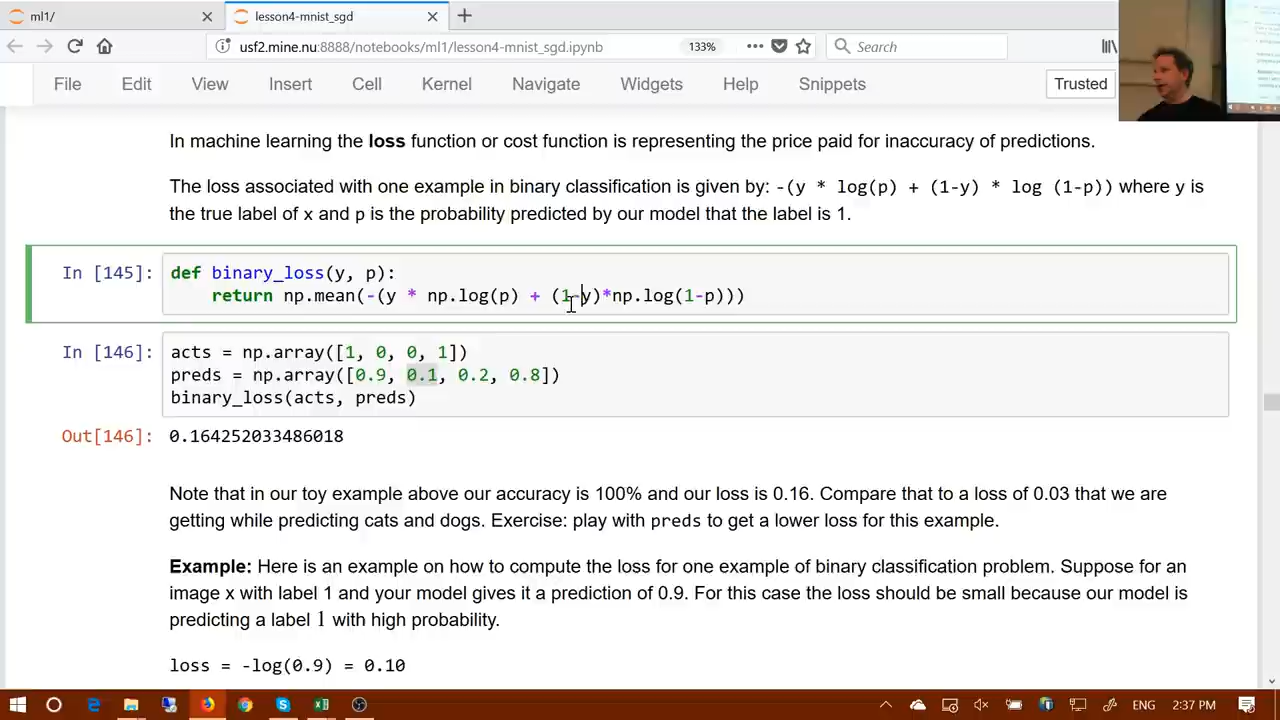 ml1/
lesson4-mnist_sgd
usf2.mine.nu:8888/notebooks/ml1/lesson4-mnist_sgd.ipynb
133%
Search
File Edit View Insert Cell Kernel Navigate Widgets Help Snippets
Trusted
In machine learning the loss function or cost function is representing the price paid for inaccuracy of predictions.
The loss associated with one example in binary classification is given by: -(y * log(p) + (1-y) * log (1-p)) where y is
the true label of x and p is the probability predicted by our model that the label is 1.
In [145]: def binary_loss(y, p):
return np.mean(-(y * np.log(p) + (1-y)*np.log(1-p)))
In [146]: acts = np.array([1, 0, 0, 1])
preds = np.array([0.9, 0.1, 0.2, 0.8])
binary_loss(acts, preds)
Out[146]: 0.164252033486018
Note that in our toy example above our accuracy is 100% and our loss is 0.16. Compare that to a loss of 0.03 that we are
getting while predicting cats and dogs. Exercise: play with preds to get a lower loss for this example.
Example: Here is an example on how to compute the loss for one example of binary classification problem. Suppose for an
image x with label 1 and your model gives it a prediction of 0.9. For this case the loss should be small because our model is
predicting a label 1 with high probability.
loss = -log(0.9) = 0.10
ENG 2:37 PM